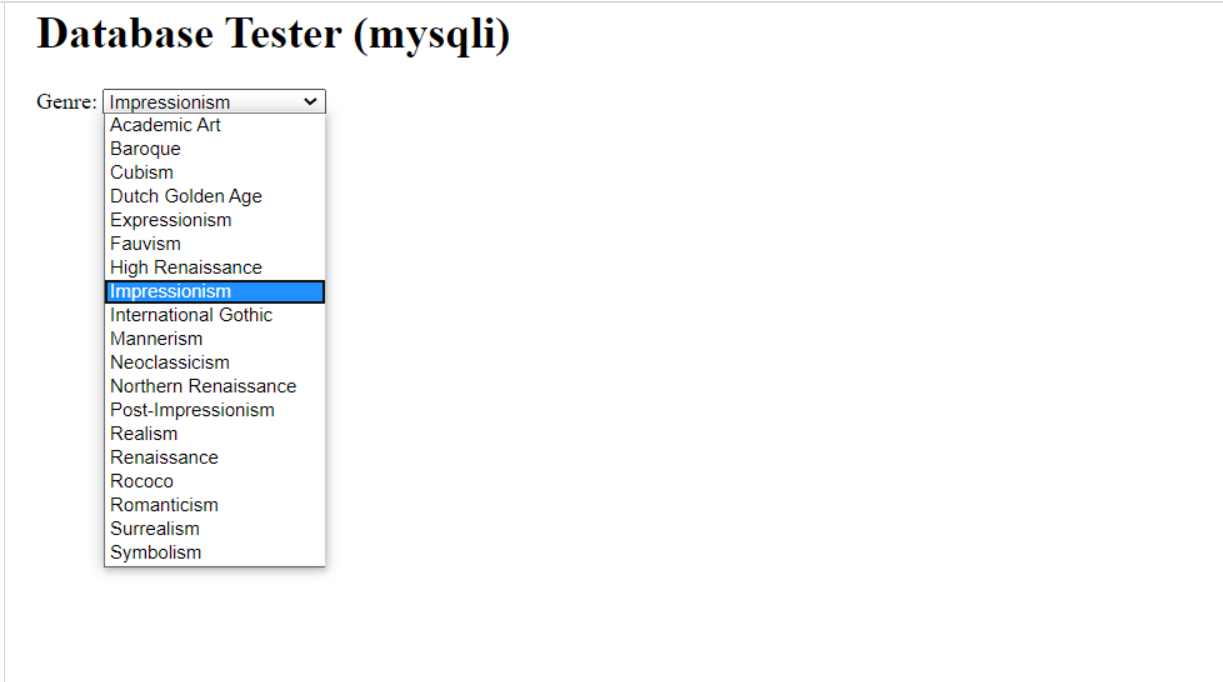 Database Tester (mysqli)
Genre: Impressionism
Academic Art
Baroque
Cubism
Dutch Golden Age
Expressionism
Fauvism
High Renaissance
Impressionism
International Gothic
Mannerism
Neoclassicism
Northern Renaissance
Post-Impressionism
Realism
Renaissance
Rococo
Romanticism
Surrealism
Symbolism